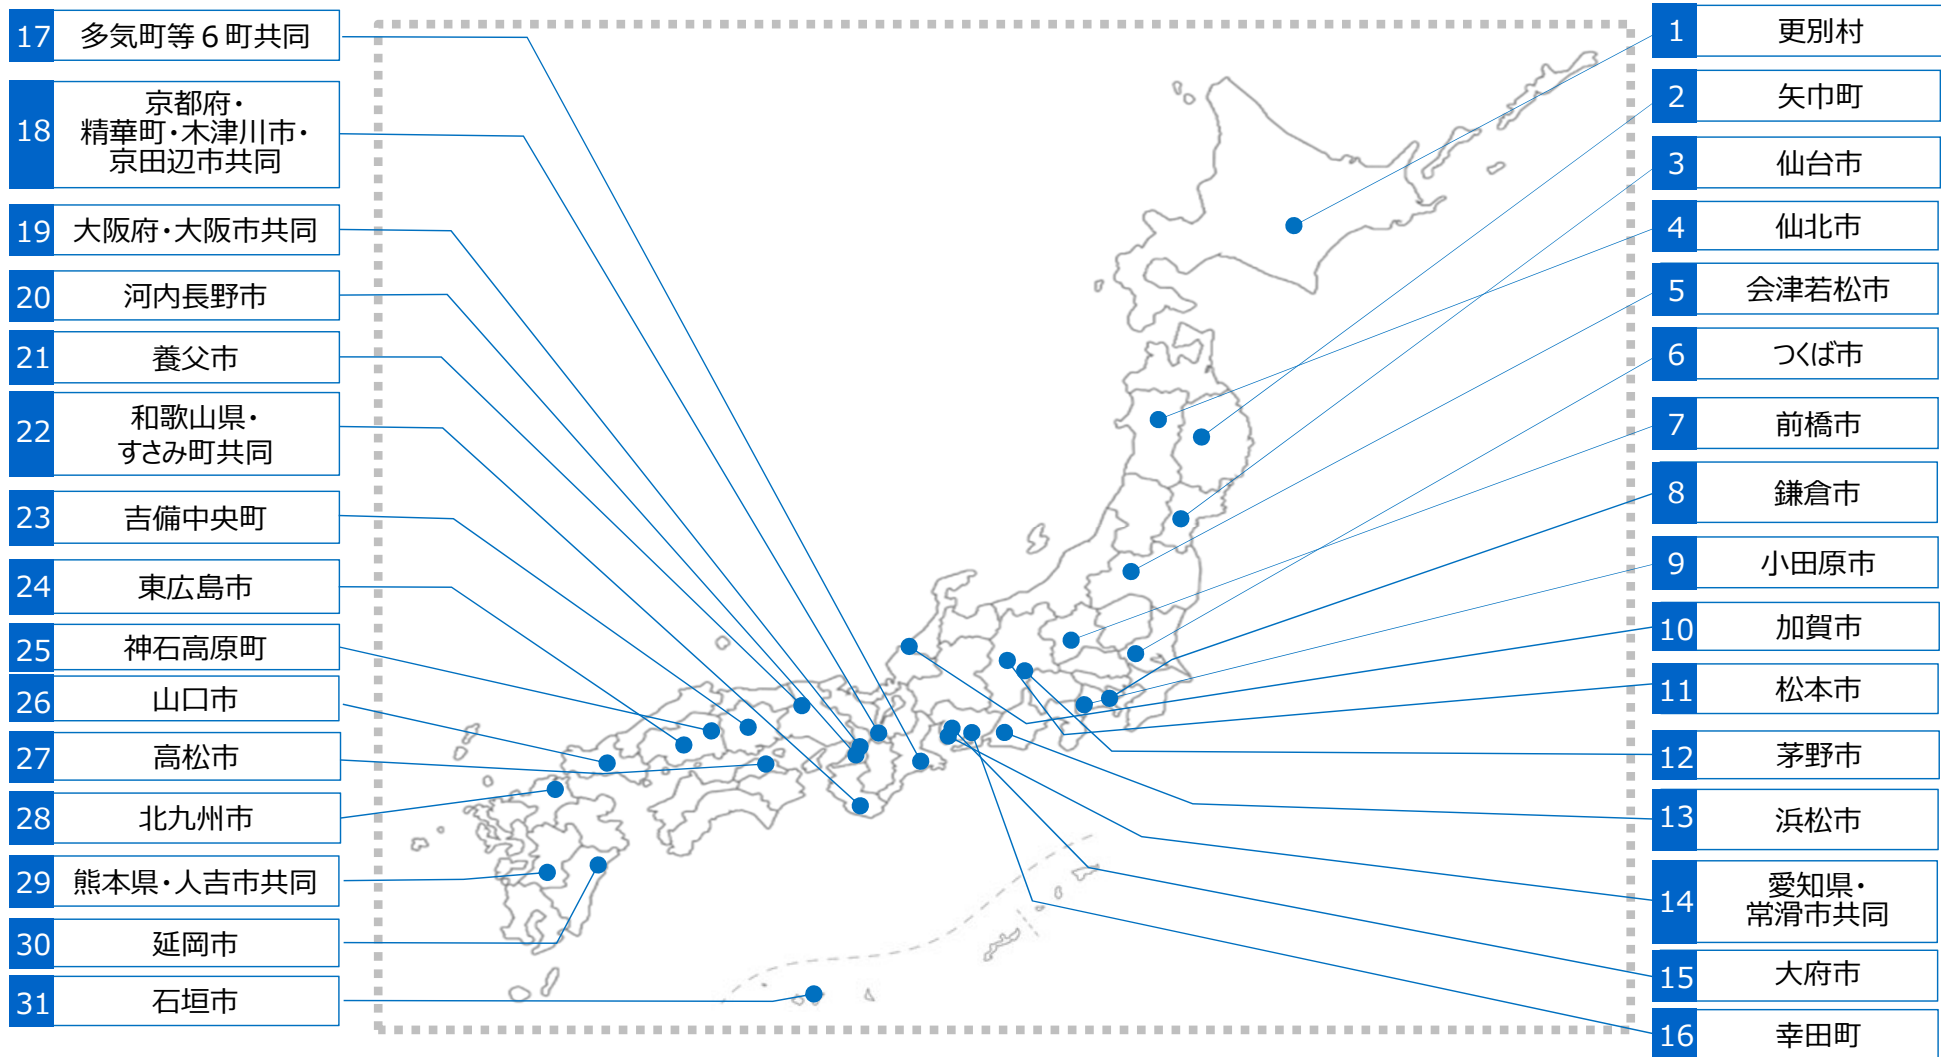 17 多気町等６町共同
18 京都府・
精華町・木津川市・
京田辺市共同
19 大阪府・大阪市共同
20 河内長野市
21 養父市
22 和歌山県・
すさみ町共同
23 吉備中央町
24 東広島市
25 神石高原町
26 山口市
27 高松市
28 北九州市
29 熊本県・人吉市共同
30 延岡市
31 石垣市
1 更別村
2 矢巾町
3 仙台市
4 仙北市
5 会津若松市
6 つくば市
7 前橋市
8 鎌倉市
9 小田原市
10 加賀市
11 松本市
12 茅野市
13 浜松市
14 愛知県・
常滑市共同
15 大府市
16 幸田町